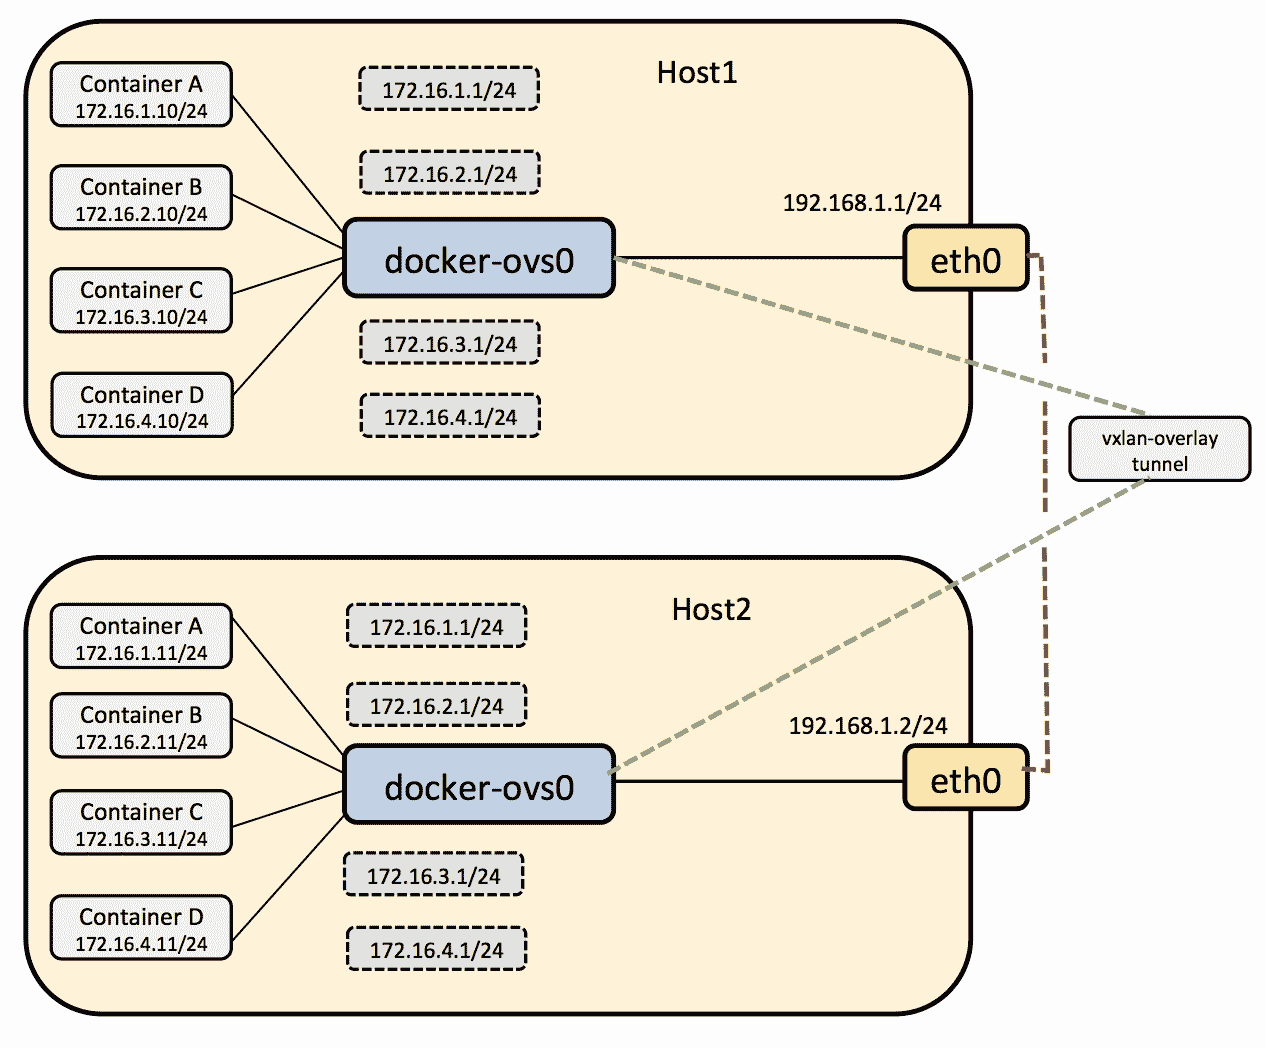 Host1
Container A
172.16.1.10/24
172.16.1.1/24
Container B
172.16.2.10/24
172.16.2.1/24
192.168.1.1/24
docker-ovs0
eth0
Container C
172.16.3.10/24
172.16.3.1/24
Container D
172.16.4.10/24
172.16.4.1/24
vxlan-overlay
tunnel
Host2
Container A
172.16.1.11/24
172.16.1.1/24
Container B
172.16.2.11/24
172.16.2.1/24
192.168.1.2/24
docker-ovs0
eth0
Container C
172.16.3.11/24
172.16.3.1/24
Container D
172.16.4.11/24
172.16.4.1/24